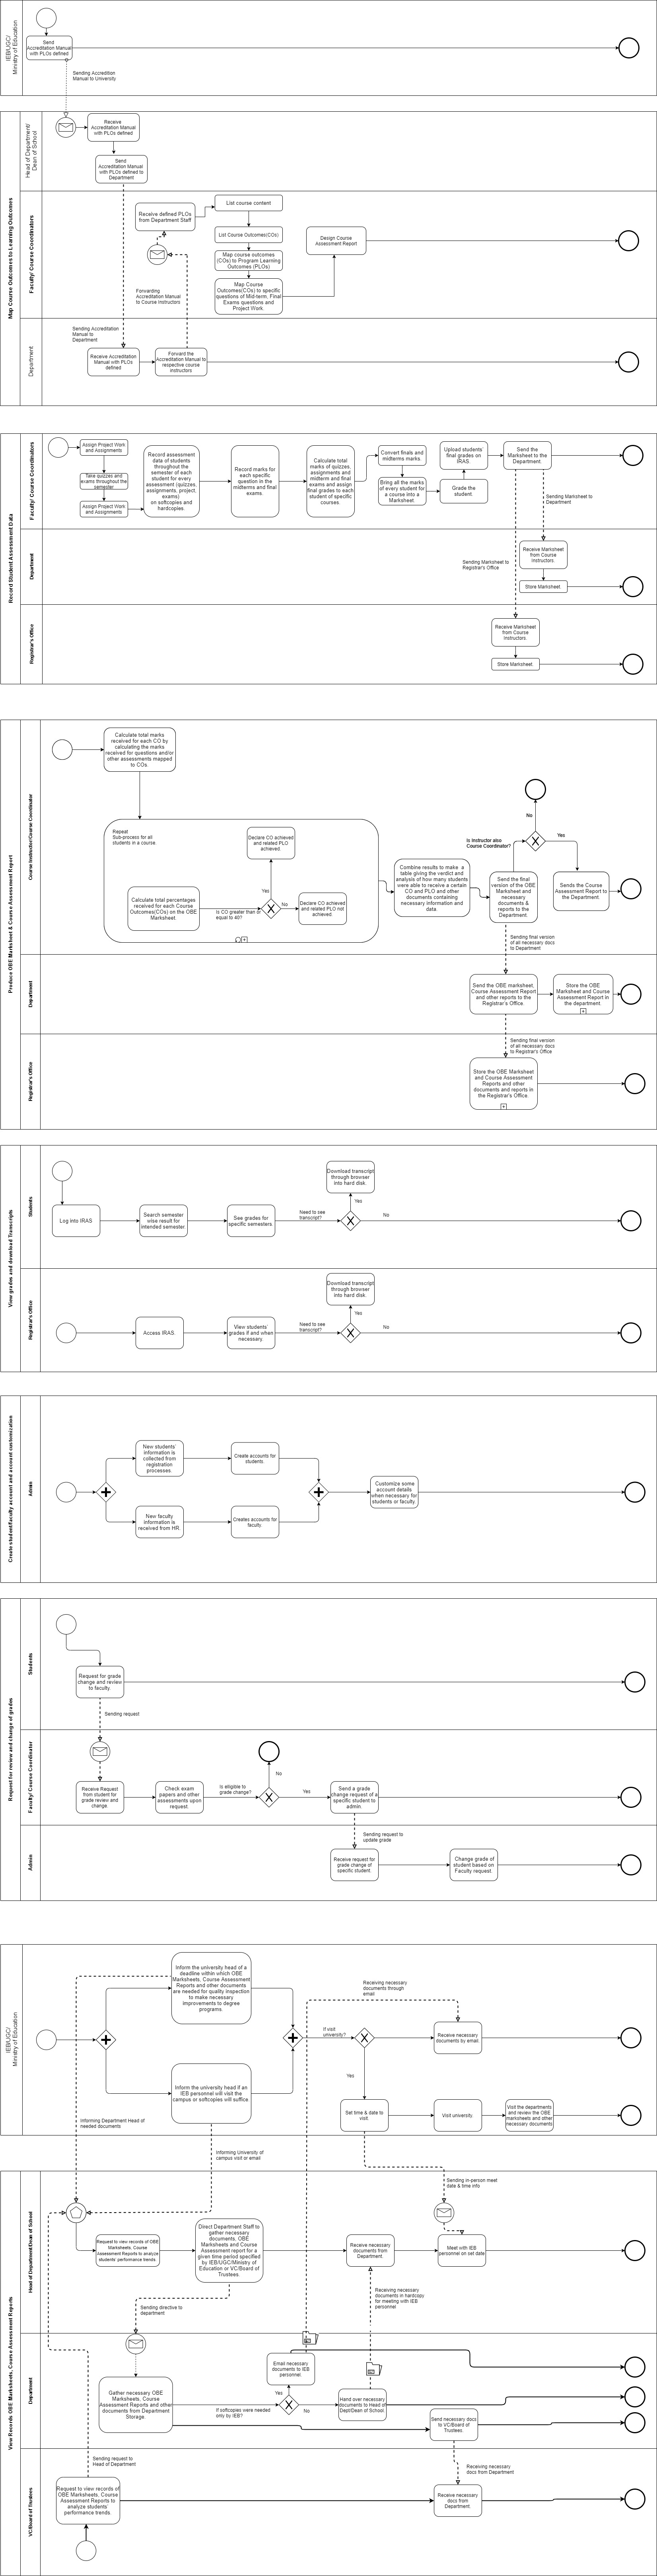 IEB/UGC/
Ministry of Education
Send
Accreditation Manual
with PLOs defined
Sending Accredition
Manual to University
Map Course Outcomes to Learning Outcomes
Head of Department/
Dean of School
Receive
Accreditation Manual
with PLOs defined
Send
Accreditation Manual
with PLOs defined to
Department
Faculty/ Course Coordinators
Receive defined PLOs
from Department Staff
List course content
List Course Outcomes(COs)
Map course outcomes
(COs) to Program Learning
Outcomes (PLOs)
Map Course
Outcomes(COs) to specific
questions of Mid-term, Final
Exams questions and
Project Work
Design Course
Assessment Report
Forwarding
Accreditation Manual
to Course Instructors
Department
Sending Accreditation
Manual to
Department
Receive Accreditation
Manual with PLOs
defined
Forward the
Accreditation Manual to
respective course
instructors
Record Student Assessment Data
Faculty/ Course Coordinators
Assign Project Work
and Assignments
Take quizzes and
exams throughout the
semester
Assign Project Work
and Assignments
Record assessment
data of students
throughout the
semester of each
student for every
assessment (quizzes,
assignments, project,
exams)
on softcopies and
hardcopies.
Record marks for
each specific
question in the
midterms and final
exams.
Calculate total
marks of quizzes,
assignments and
midterm and final
exams and assign
final grades to each
student of specific
courses.
Convert finals and
midterms marks.
Bring all the marks
of every student for
a course into a
Marksheet.
Upload students'
final grades on
IRAS.
Grade the
student.
Send the
Marksheet to the
Department.
Sending Marksheet to
Department
Department
Sending Marksheet to
Registrar's Office
Receive Marksheet
from Course
Instructors.
Store Marksheet.
Registrar's Office
Receive Marksheet
from Course
Instructors.
Store Marksheet.
Produce OBE Marksheet & Course Assessment Report
Course Instructor/Course Coordinator
Calculate total marks
received for each CO by
calculating the marks
received for questions and/or
other assessments mapped
to COs.
Repeat
Sub-process for all
students in a course.
Calculate total percentages
received for each Course
Outcomes(COs) on the OBE
Marksheet.
Is CO greater than or
equal to 40?
Yes
No
Declare CO achieved
and related PLO
achieved.
Declare CO achieved
and related PLO not
achieved.
Combine results to make a
table giving the verdict and
analysis of how many students
were able to receive a certain
CO and PLO and other
documents containing
necessary information and
data.
Is Instructor also
Course Coordinator?
No
Yes
Send the final
version of the OBE
Marksheet and
necessary
documents &
reports to the
Department.
Sends the Course
Assessment Report to
the Department.
Sending final version
of all necessary docs
to Department
Department
Send the OBE marksheet,
Course Assessment Report
and other reports to the
Registrar's Office.
Store the OBE
Marksheet and Course
Assessment Report in
the department.
Sending final version
of all necessary docs
to Registrar's Office
Registrar's Office
Store the OBE Marksheet
and Course Assessment
Reports and other
documents and reports in
the Registrar's Office.
View grades and download Transcripts
Students
Log into IRAS
Search semester
wise result for
intended semester
See grades for
specific semesters
Need to see
transcript?
Yes
No
Download transcript
through browser
into hard disk.
Registrar's Office
Access IRAS
View students'
grades if and when
necessary.
Need to see
transcript?
Yes
No
Download transcript
through browser
into hard disk.
Create student/faculty account and account customization
Admin
New students'
information is
collected from
registration
processes.
Create accounts for
students.
New faculty
information is
received from HR.
Creates accounts for
faculty.
Customize some
account details
when necessary for
students or faculty.
Request for review and change of grades
Students
Request for grade
change and review
to faculty.
Sending request
Faculty/ Course Coordinator
Receive Request
from student for
grade review and
change.
Check exam
papers and other
assessments upon
request.
Is eligible to
grade change?
No
Yes
Send a grade
change request of a
specific student to
admin.
Sending request to
update grade
Admin
Receive request for
grade change of
specific student.
Change grade of
student based on
Faculty request.
IEB/UGC/
Ministry of Education
Inform the university head of a
deadline within which OBE
Marksheets, Course Assessment
Reports and other documents
are needed for quality inspection
to make necessary
improvements to degree
programs.
Inform the university head if an
IEB personnel will visit the
campus or softcopies will suffice.
If visit
university?
Yes
Receiving necessary
documents through
email
Receive necessary
documents by email.
Set time & date to
visit.
Visit university.
Visit the departments
and review the OBE
marksheets and other
necessary documents
Informing Department Head of
needed documents
Informing University of
campus visit or email
Sending in-person meet
date & time info
View Records OBE Marksheets, Course Assessment Reports
Head of Department/Dean of School
Request to view records of OBE
Marksheets, Course
Assessment Reports to analyze
students' performance trends.
Direct Department Staff to
gather necessary
documents, OBE
Marksheets and Course
Assessment report for a
given time period specified
by IEB/UGC/Ministry of
Education or VC/Board of
Trustees.
Receive necessary
documents from
Department.
Meet with IEB
personnel on set date
Receiving necessary
documents in hardcopy
for meeting with IEB
personnel
Sending directive to
department
Department
Gather necessary OBE
Marksheets, Course
Assessment Reports and other
documents from Department
Storage.
If softcopies were needed
only by IEB?
Yes
No
Email necessary
documents to IEB
personnel.
Hand over necessary
documents to Head of
Dept/Dean of School.
Send necessary docs
to VC/Board of
Trustees.
Sending request to
Head of Department
Receiving necessary
docs from Department
VC/Board of Trustees
Request to view records of
OBE Marksheets, Course
Assessment Reports to
analyze students'
performance trends.
Receive necessary
docs from
Department.